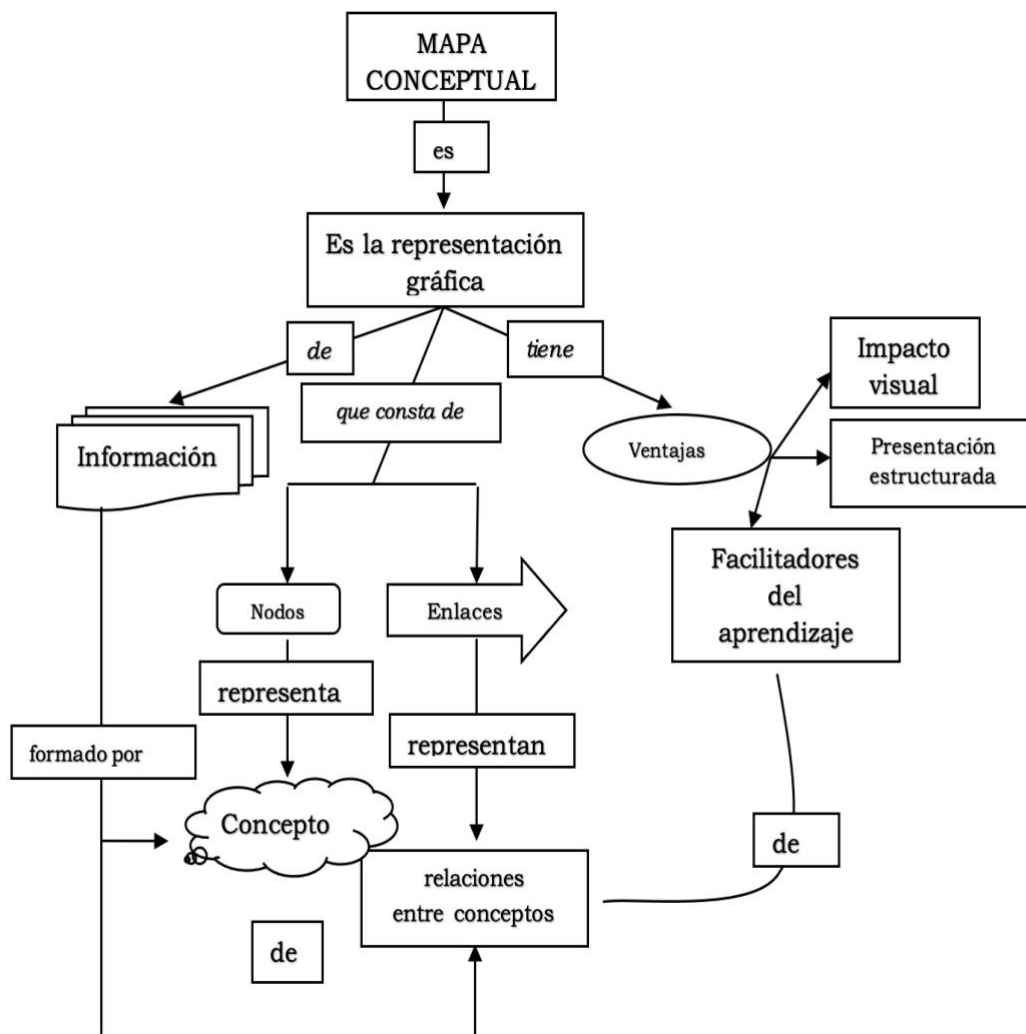 MAPA
CONCEPTUAL
es
Es la representación
gráfica
de
tiene
que consta de
Impacto
visual
Información
Ventajas
Presentación
estructurada
Facilitadores
del
aprendizaje
Nodos
Enlaces
representa
representan
formado por
Concepto
de
relaciones
entre conceptos
de